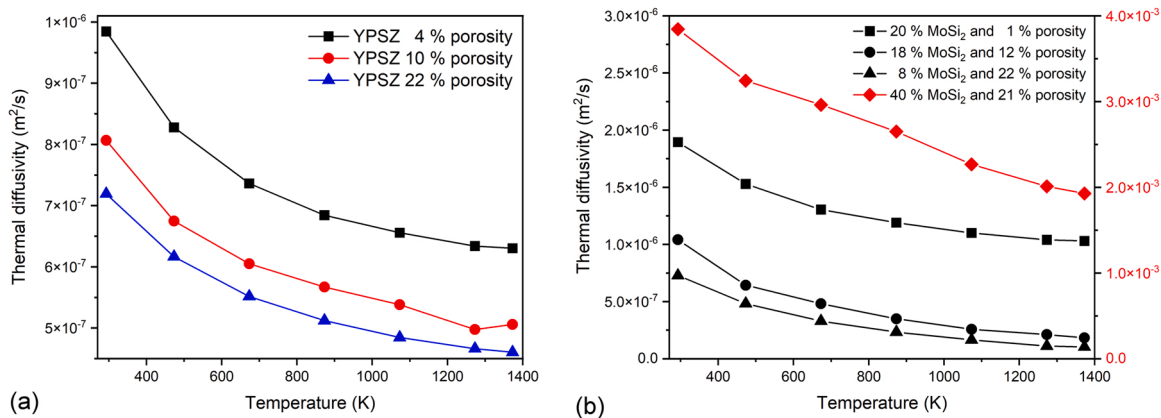 1×10⁻⁶
9×10⁻⁷
8×10⁻⁷
7×10⁻⁷
6×10⁻⁷
5×10⁻⁷
Thermal diffusivity (m²/s)
YPSZ 4 % porosity
YPSZ 10 % porosity
YPSZ 22 % porosity
400 600 800 1000 1200 1400
Temperature (K)
(a)
3.0×10⁻⁶
2.5×10⁻⁶
2.0×10⁻⁶
1.5×10⁻⁶
1.0×10⁻⁶
5.0×10⁻⁷
0.0
Thermal diffusivity (m²/s)
20 % MoSi₂ and 1 % porosity
18 % MoSi₂ and 12 % porosity
8 % MoSi₂ and 22 % porosity
40 % MoSi₂ and 21 % porosity
4.0×10⁻³
3.0×10⁻³
2.0×10⁻³
1.0×10⁻³
0.0
400 600 800 1000 1200 1400
Temperature (K)
(b)